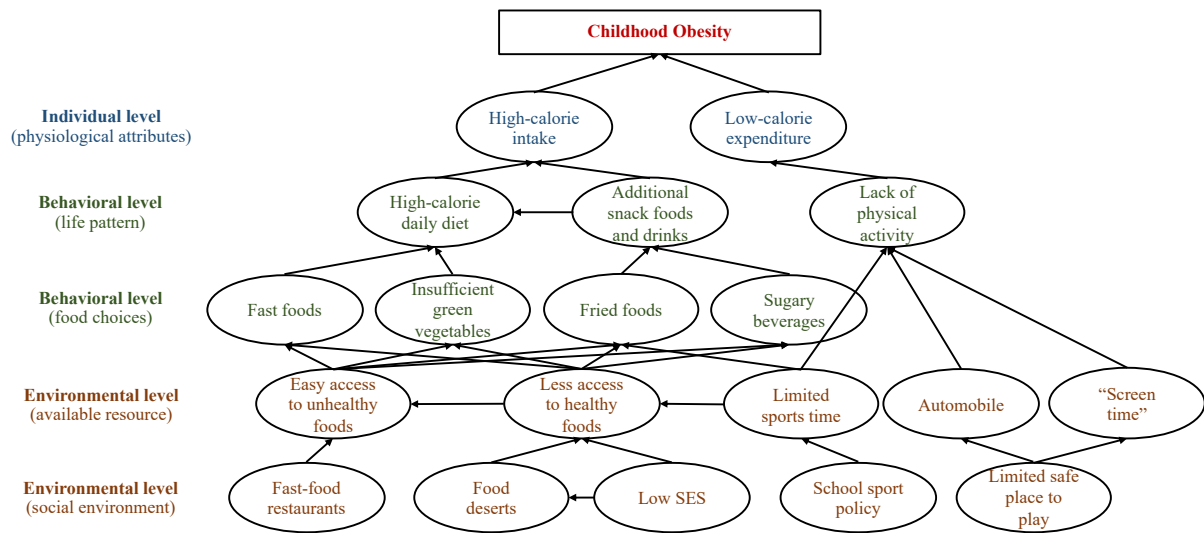 Childhood Obesity
Individual level
(physiological attributes)
High-calorie
intake
Low-calorie
expenditure
Behavioral level
(life pattern)
High-calorie
daily diet
Additional
snack foods
and drinks
Lack of
physical
activity
Behavioral level
(food choices)
Fast foods
Insufficient
green
vegetables
Fried foods
Sugary
beverages
Environmental level
(available resource)
Easy access
to unhealthy
foods
Less access
to healthy
foods
Limited
sports time
Automobile
“Screen
time”
Environmental level
(social environment)
Fast-food
restaurants
Food
deserts
Low SES
School sport
policy
Limited safe
place to
play